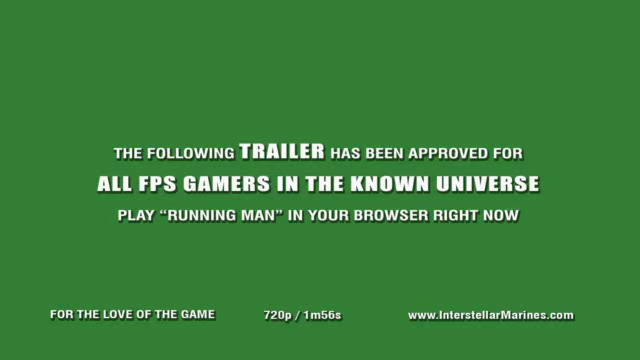 THE FOLLOWING TRAILER HAS BEEN APPROVED FOR
ALL FPS GAMERS IN THE KNOWN UNIVERSE
PLAY “RUNNING MAN” IN YOUR BROWSER RIGHT NOW
FOR THE LOVE OF THE GAME
720p / 1m56s
www.InterstellarMarines.com